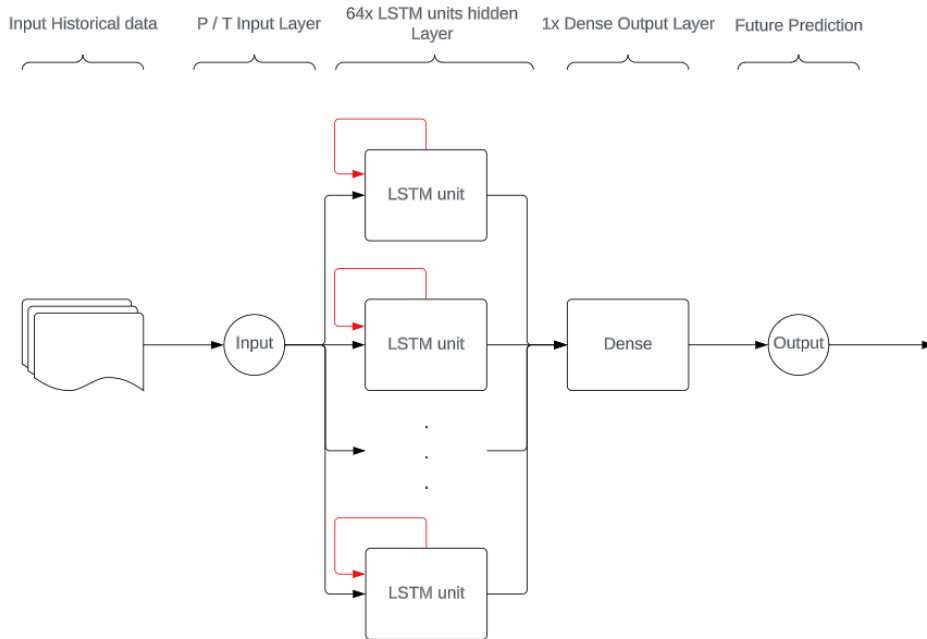 Input Historical data
P / T Input Layer
64x LSTM units hidden
Layer
1x Dense Output Layer
Future Prediction
LSTM unit
Input
LSTM unit
Dense
Output
.
.
.
LSTM unit